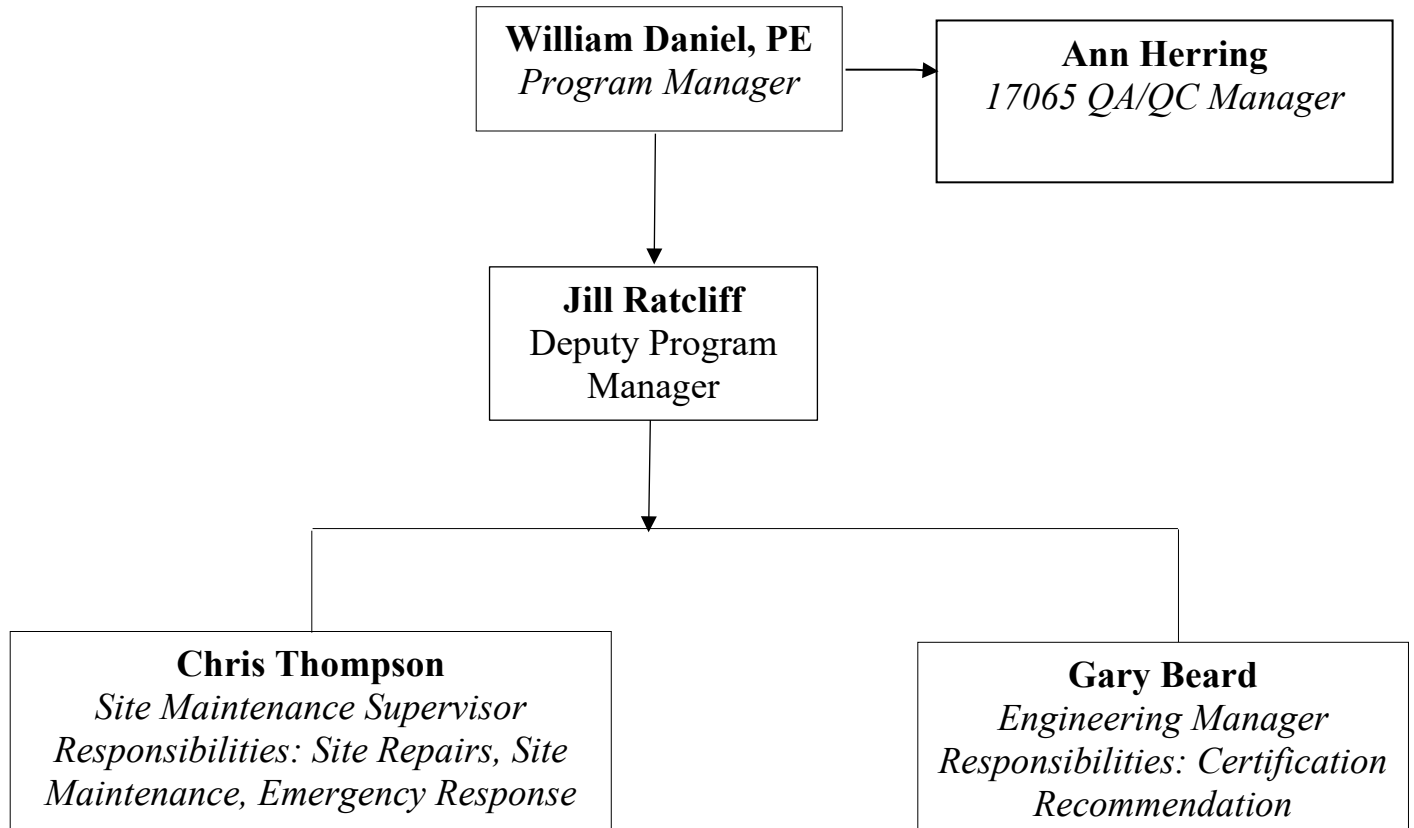 William Daniel, PE
Program Manager
Ann Herring
17065 QA/QC Manager
Jill Ratcliff
Deputy Program
Manager
Chris Thompson
Site Maintenance Supervisor
Responsibilities: Site Repairs, Site
Maintenance, Emergency Response
Gary Beard
Engineering Manager
Responsibilities: Certification
Recommendation